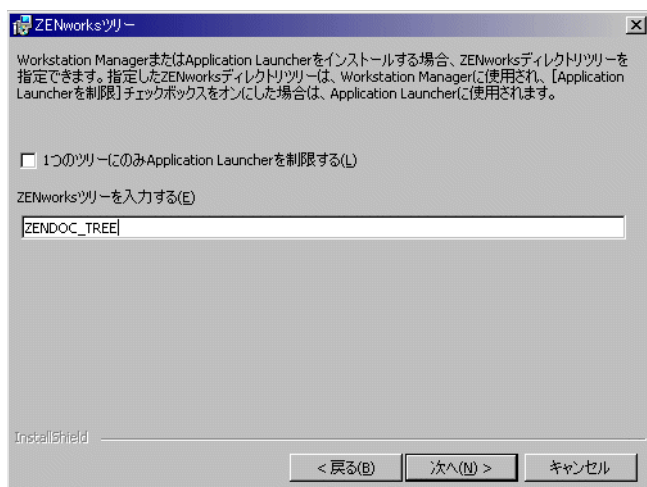 ZENworksツリー
Workstation ManagerまたはApplication Launcherをインストールする場合、ZENworksディレクトリツリーを
指定できます。指定したZENworksディレクトリツリーは、Workstation Managerに使用され、[Application
Launcherを制限]チェックボックスをオンにした場合は、Application Launcherに使用されます。
1つのツリーにのみApplication Launcherを制限する(L)
ZENworksツリーを入力する(E)
ZENDOC_TREE
InstallShield
< 戻る(B) 次へ(N) > キャンセル